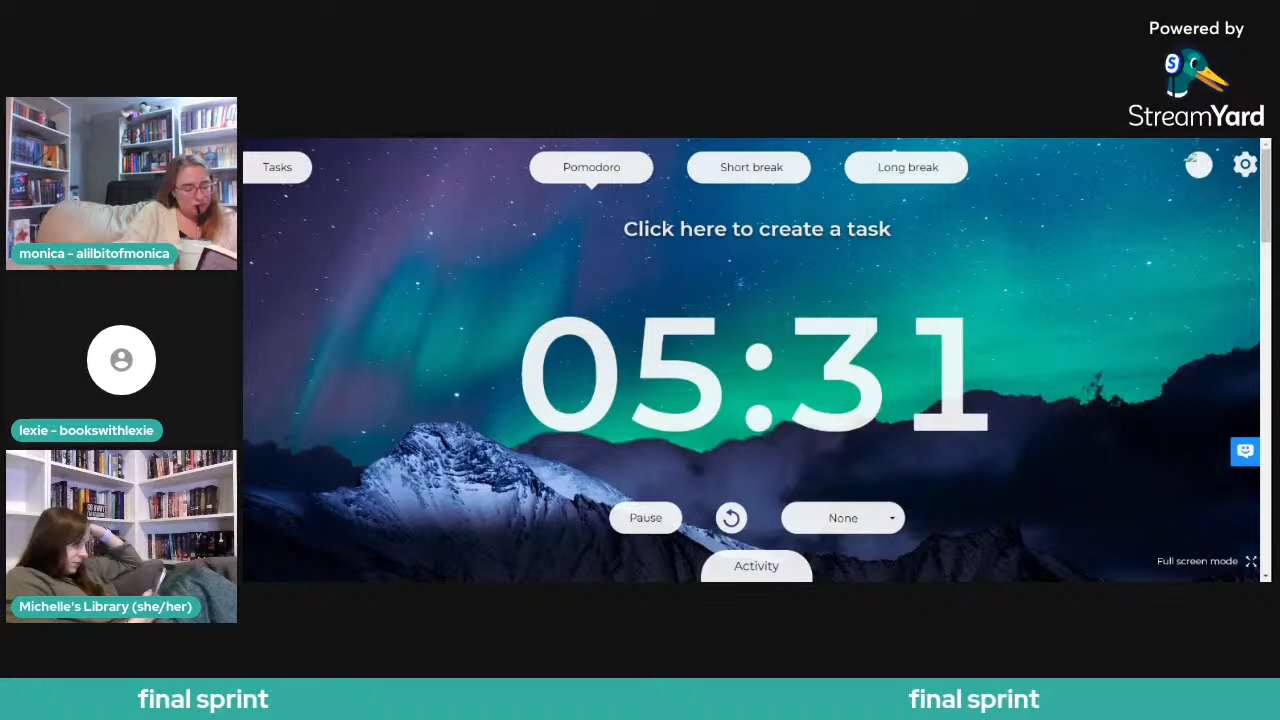 Powered by
StreamYard
monica - alilbitofmonica
lexie - bookswithlexie
Michelle's Library (she/her)
Tasks
Pomodoro
Short break
Long break
Click here to create a task
05:31
Pause
None
Activity
Full screen mode
final sprint
final sprint